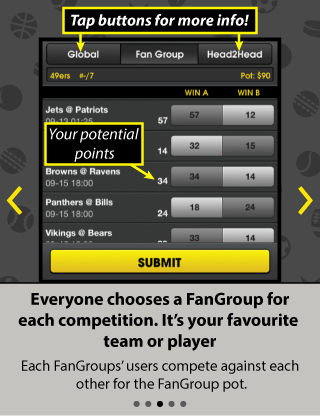 Tap buttons for more info!
Global Fan Group Head2Head
49ers #-/7 Pot: $90
WIN A WIN B
Jets @ Patriots
09-13 01:25 57 57 12
14 32 15
Your potential
points
Browns @ Ravens
09-15 18:00 34 34 14
Panthers @ Bills
09-15 18:00 24 18 24
Vikings @ Bears
09-15 18:00 33 14
SUBMIT
Everyone chooses a FanGroup for
each competition. It's your favourite
team or player
Each FanGroups' users compete against each
other for the FanGroup pot.